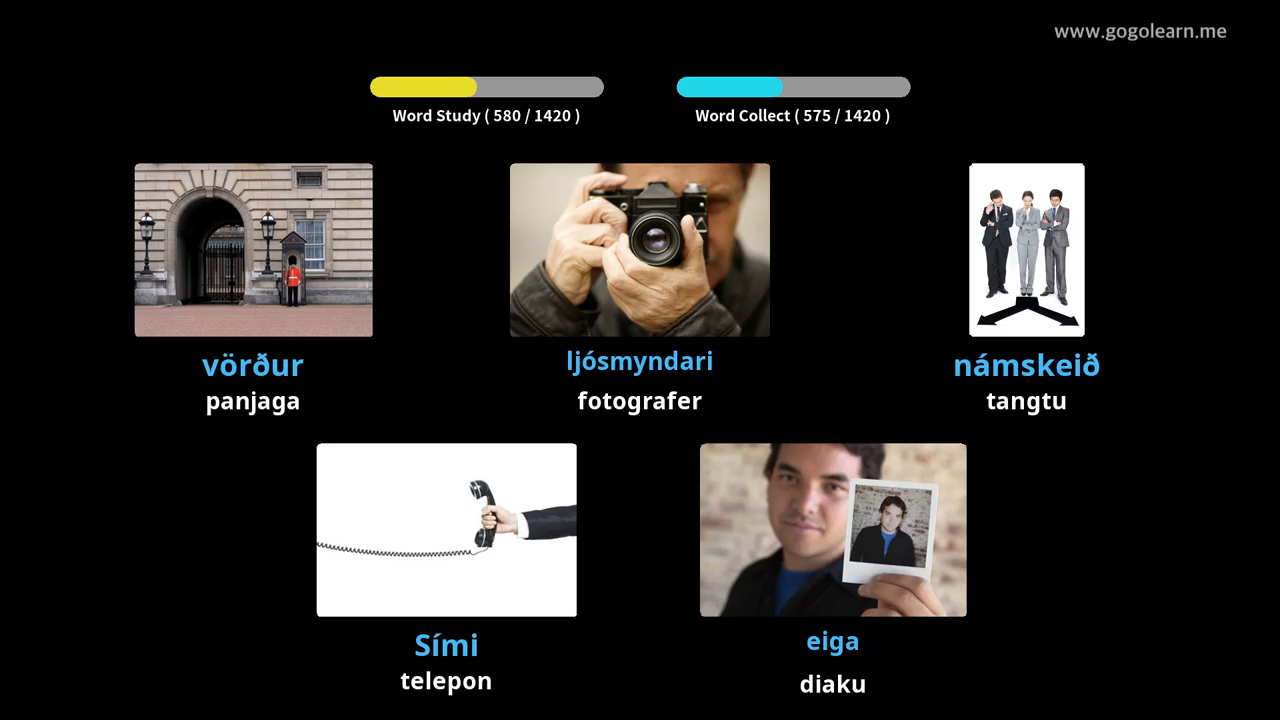 www.gogolearn.me
Word Study ( 580 / 1420 )
Word Collect ( 575 / 1420 )
vörður
panjaga
ljósmyndari
fotografer
námskeið
tangtu
Sími
telepon
eiga
diaku